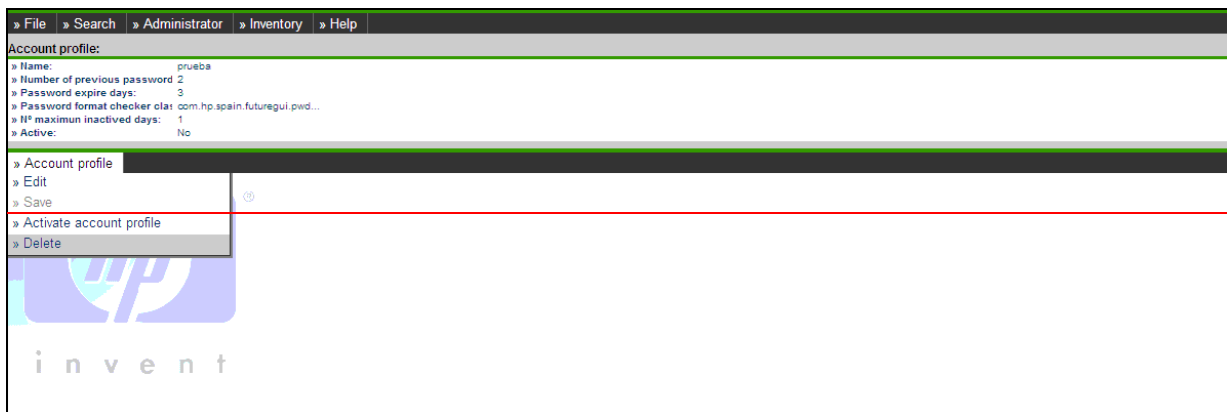 » File » Search » Administrator » Inventory » Help
Account profile:
» Name: prueba
» Number of previous password 2
» Password expire days: 3
» Password format checker clas com.hp.spain.futuregui.pwd...
» Nº maximun inactived days: 1
» Active: No
» Account profile
» Edit
» Save
» Activate account profile
» Delete
®
hp
invent